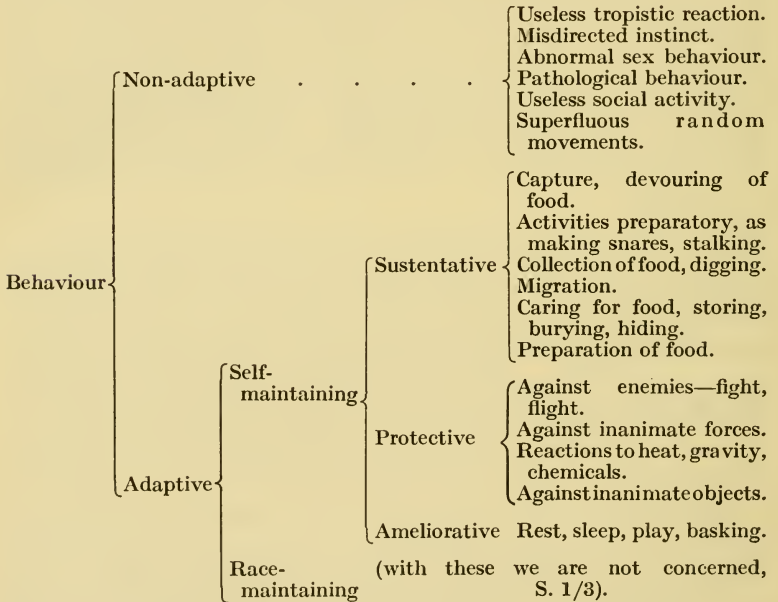 Useless tropistic reaction.
Misdirected instinct.
Abnormal sex behaviour.
Non-adaptive . . . . Pathological behaviour.
Useless social activity.
Superfluous random
movements.
Capture, devouring of
food.
Activities preparatory, as
making snares, stalking.
Sustentative Collection of food, digging.
Behaviour Migration.
Caring for food, storing,
burying, hiding.
Preparation of food.
Self-
maintaining
Against enemies—fight,
flight.
Protective Against inanimate forces.
Reactions to heat, gravity,
chemicals.
Adaptive Against inanimate objects.
Ameliorative Rest, sleep, play, basking.
Race- (with these we are not concerned,
maintaining S. 1/3).